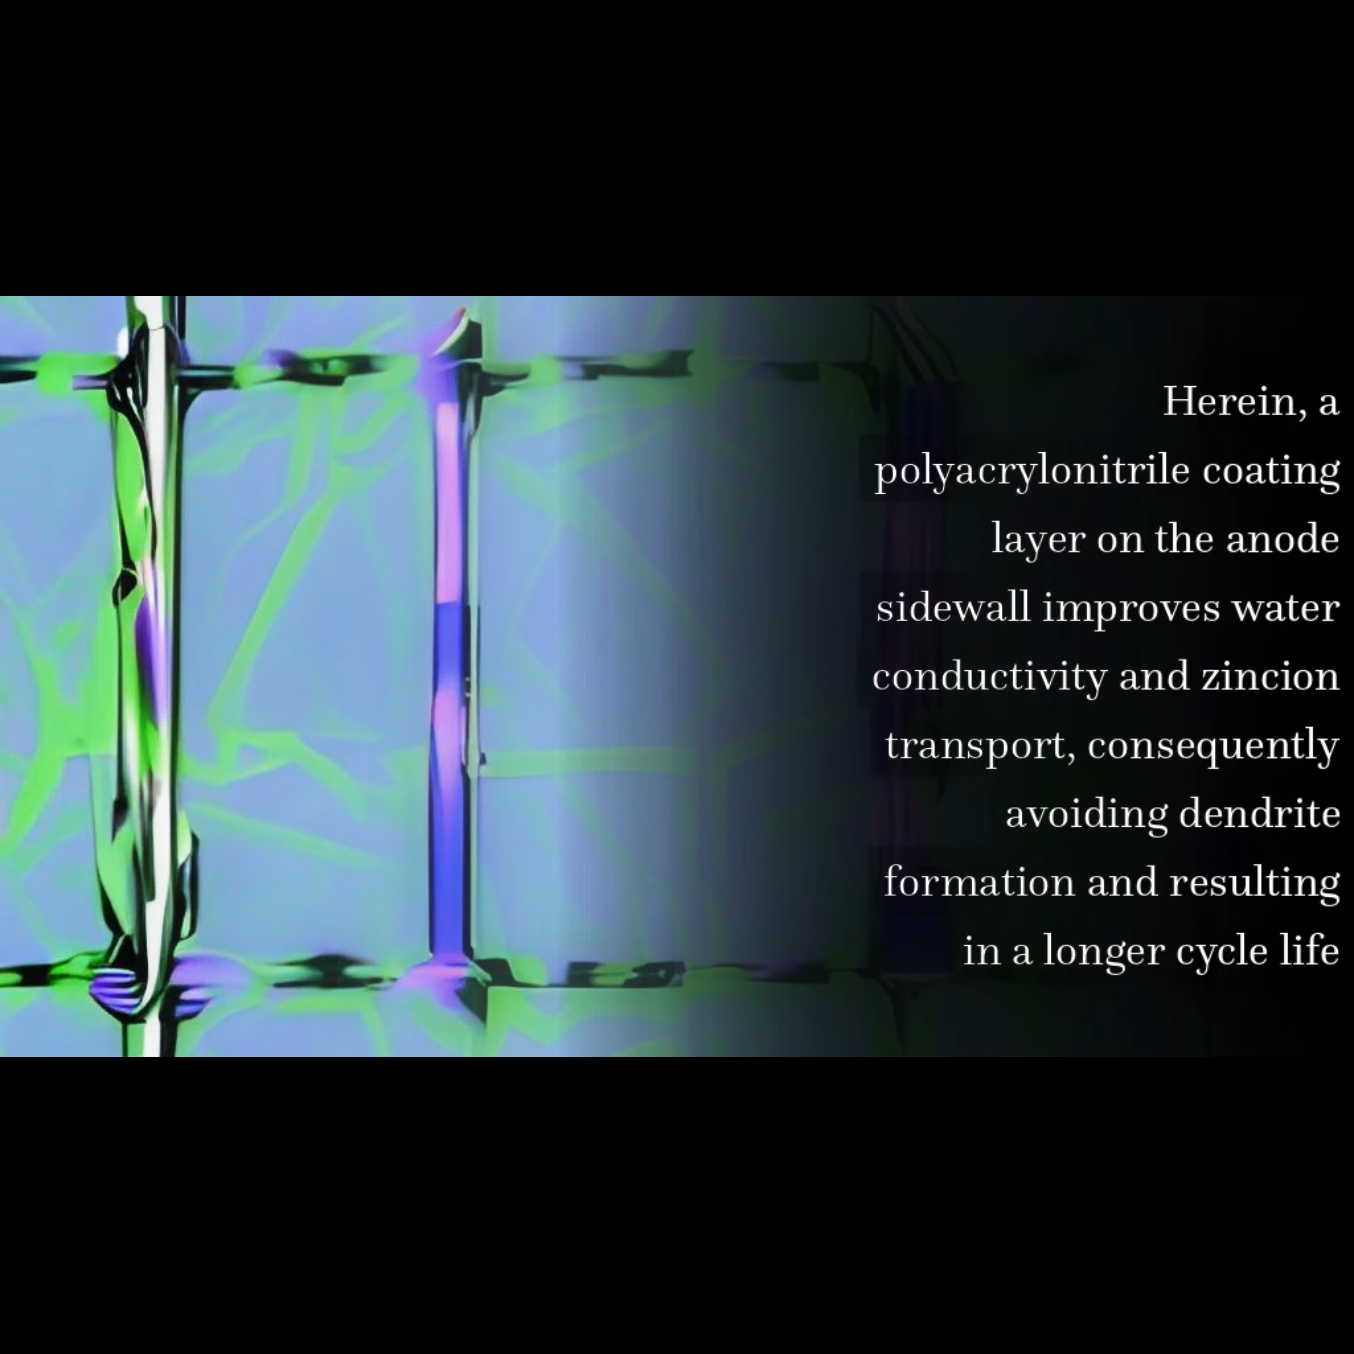 Herein, a
polyacrylonitrile coating
layer on the anode
sidewall improves water
conductivity and zincion
transport, consequently
avoiding dendrite
formation and resulting
in a longer cycle life